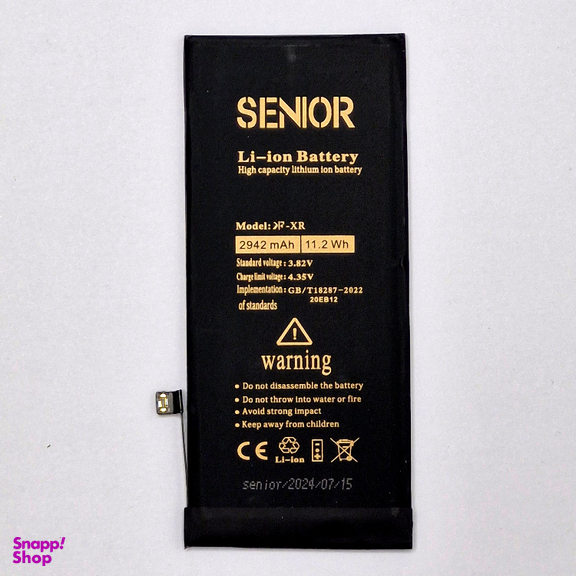 SENIOR
Li-ion Battery
High capacity lithium ion battery
Model: -XR
2942 mAh 11.2 Wh
Standard voltage : 3.82V
Charge limit voltage : 4.35V
Implementation : GB/T18287-2022
of standards 20EB12
warning
• Do not disassemble the battery
• Do not throw into water or fire
• Avoid strong impact
• Keep away from children
CE Li-ion
senior/2024/07/15
Snapp!
Shop